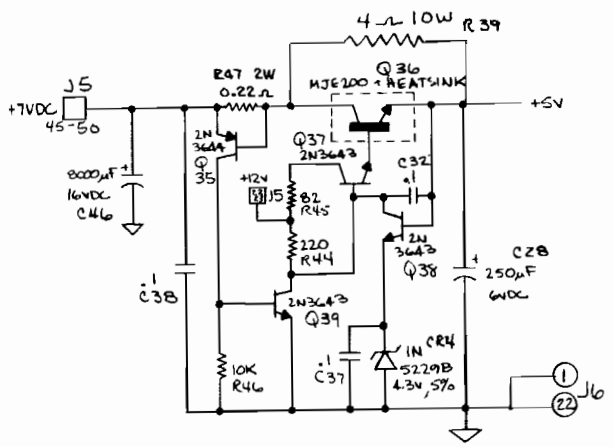 4 Ω 10W R39
J5
+7VDC
45-50
R47 2W
0.22Ω
Q36
MJE200 + HEATSINK
+5V
2N
3644
Q
35
Q37
2N3643
C32
.1
+12V
J5
82
R45
8000µF
16VDC
C46
220
R44
2N
3643
Q38
C28
250µF
6VDC
.1
C38
2N3643
Q39
10K
R46
.1
C37
CR4
1N
5229B
4.3V, 5%
1
22
J6